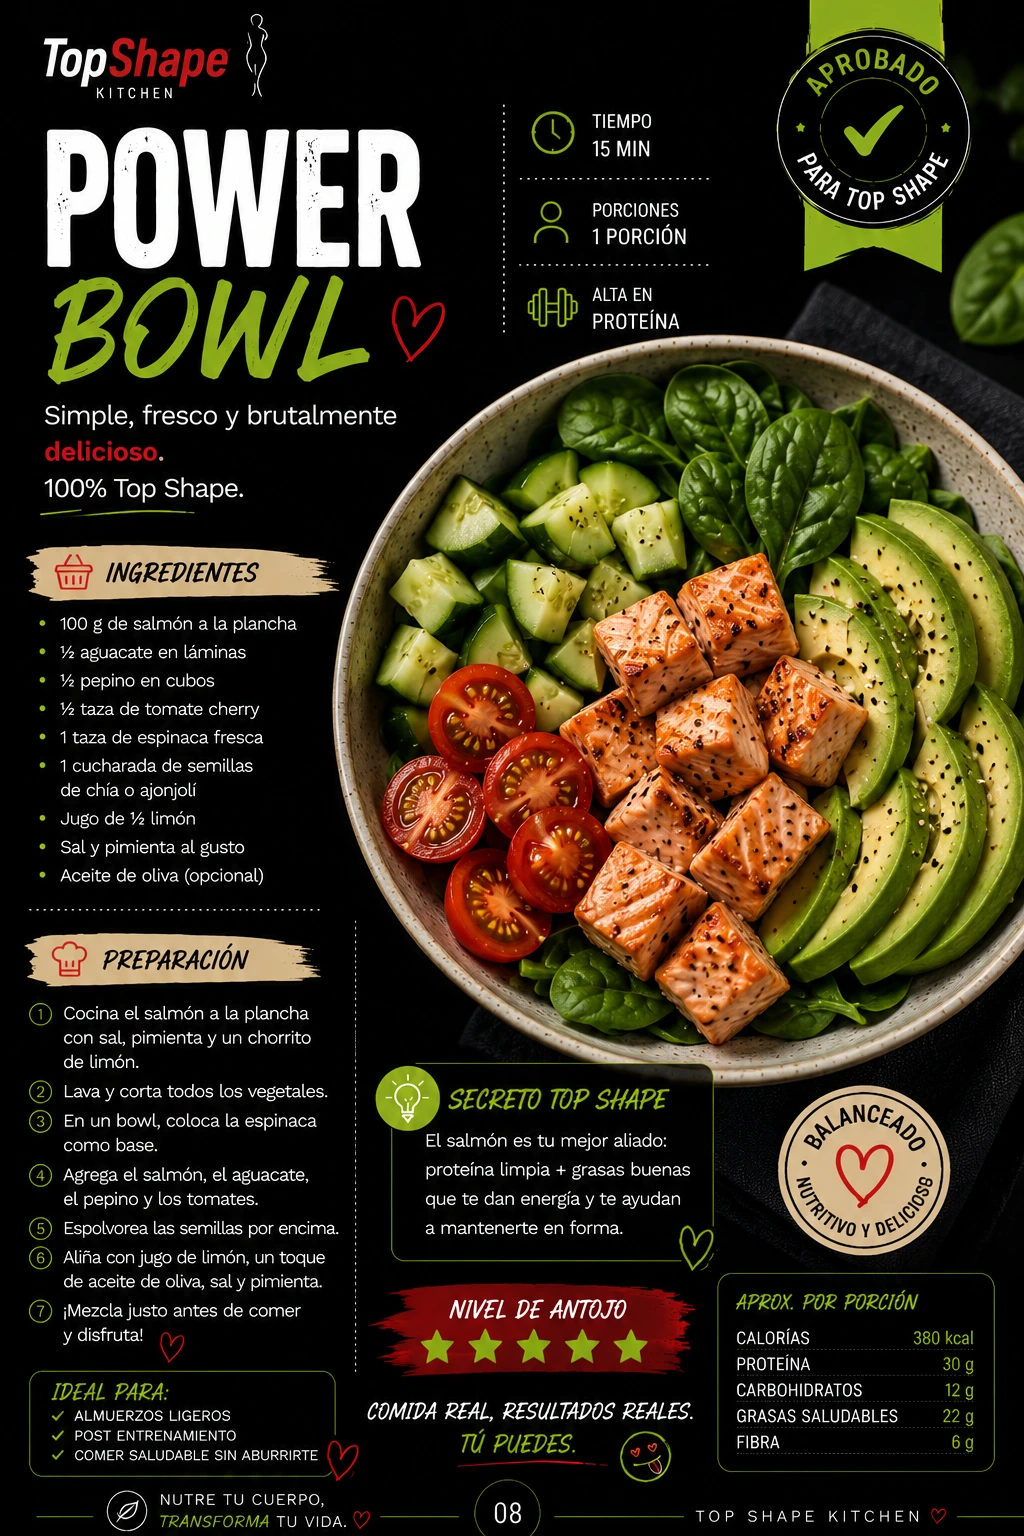 TopShape
KITCHEN
POWER
BOWL
Simple, fresco y brutalmente
delicioso.
100% Top Shape.
TIEMPO
15 MIN
PORCIONES
1 PORCIÓN
ALTA EN
PROTEÍNA
APROBADO
PARA TOP SHAPE
INGREDIENTES
100 g de salmón a la plancha
½ aguacate en láminas
½ pepino en cubos
½ taza de tomate cherry
1 taza de espinaca fresca
1 cucharada de semillas
de chía o ajonjolí
Jugo de ½ limón
Sal y pimienta al gusto
Aceite de oliva (opcional)
PREPARACIÓN
1 Cocina el salmón a la plancha
con sal, pimienta y un chorrito
de limón.
2 Lava y corta todos los vegetales.
3 En un bowl, coloca la espinaca
como base.
4 Agrega el salmón, el aguacate,
el pepino y los tomates.
5 Espolvorea las semillas por encima.
6 Aliña con jugo de limón, un toque
de aceite de oliva, sal y pimienta.
7 ¡Mezcla justo antes de comer
y disfruta!
IDEAL PARA:
ALMUERZOS LIGEROS
POST ENTRENAMIENTO
COMER SALUDABLE SIN ABURRIRTE
SECRETO TOP SHAPE
El salmón es tu mejor aliado:
proteína limpia + grasas buenas
que te dan energía y te ayudan
a mantenerte en forma.
NIVEL DE ANTOJO
COMIDA REAL, RESULTADOS REALES.
TÚ PUEDES.
BALANCEADO
NUTRITIVO Y DELICIOSO
APROX. POR PORCIÓN
CALORÍAS 380 kcal
PROTEÍNA 30 g
CARBOHIDRATOS 12 g
GRASAS SALUDABLES 22 g
FIBRA 6 g
NUTRE TU CUERPO,
TRANSFORMA TU VIDA.
08
TOP SHAPE KITCHEN